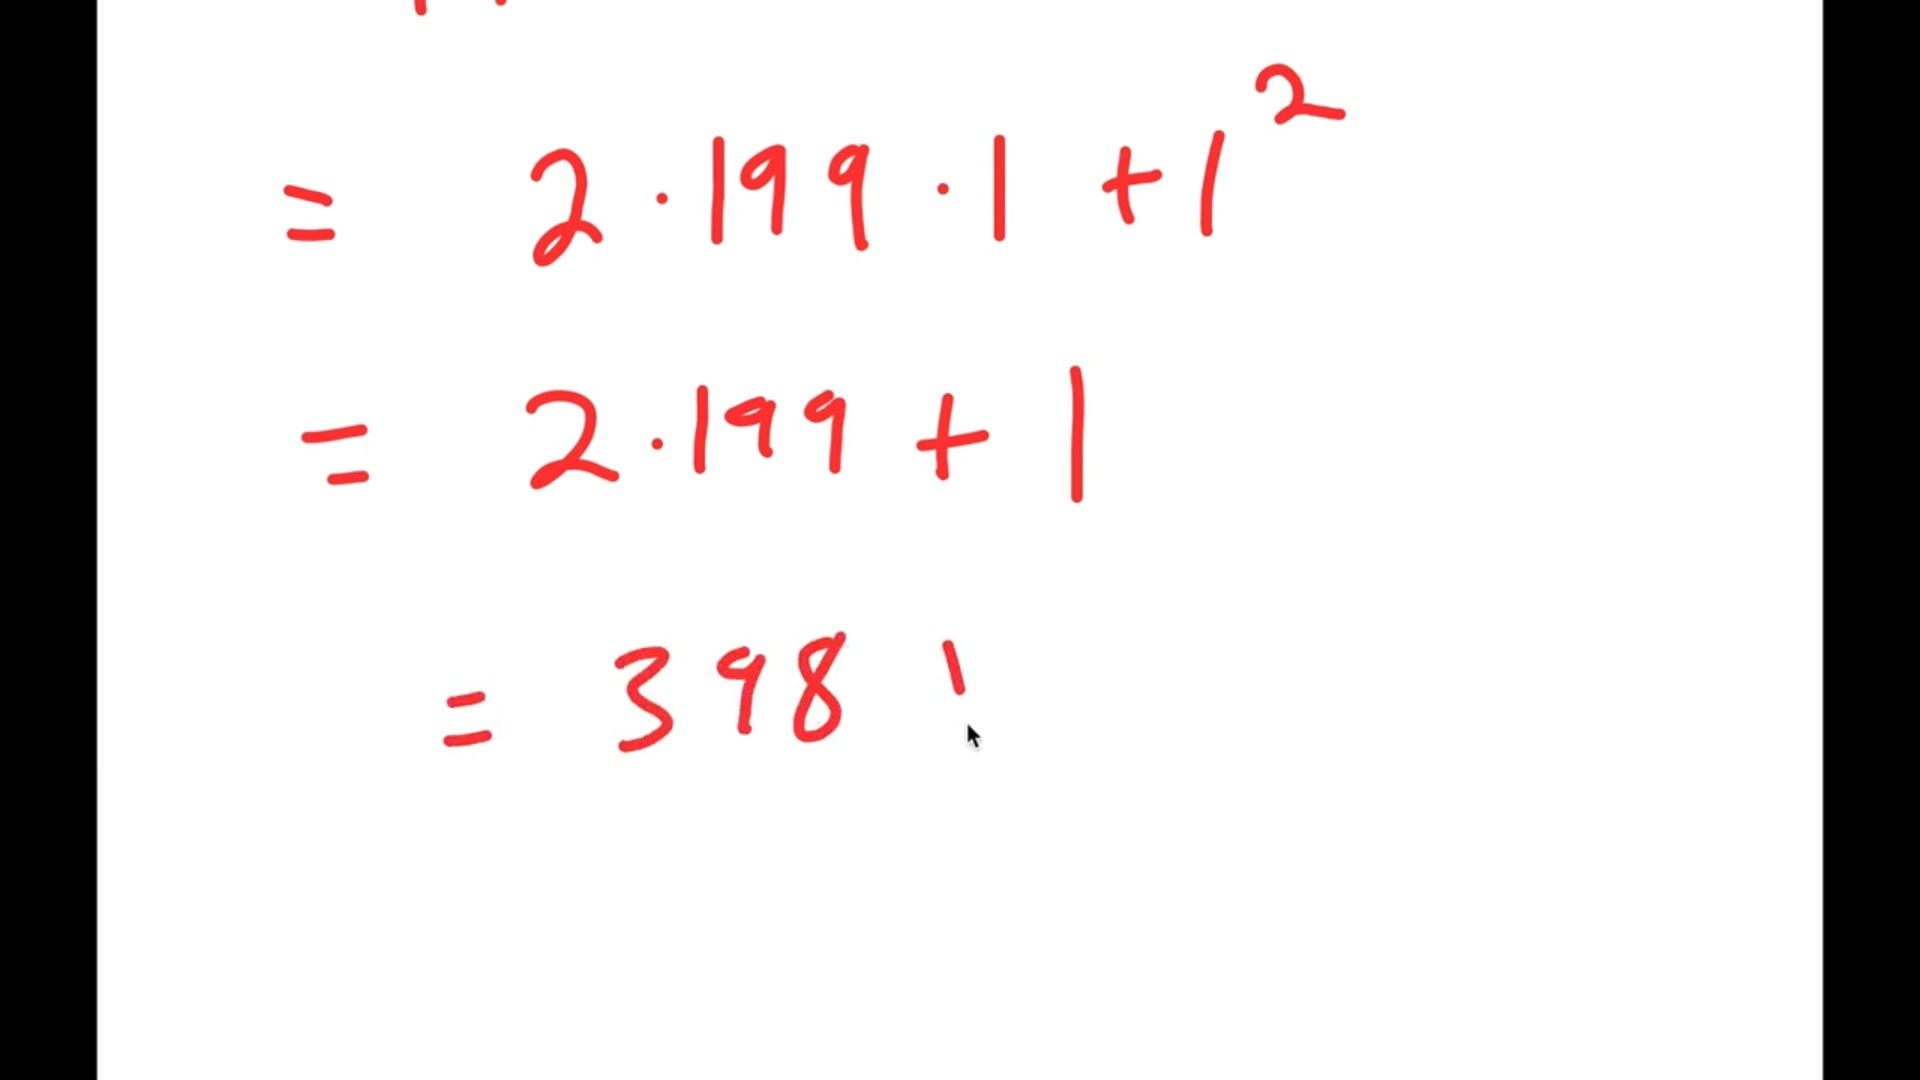 = 2 · 199 · 1 + 1²
= 2 · 199 + 1
= 398